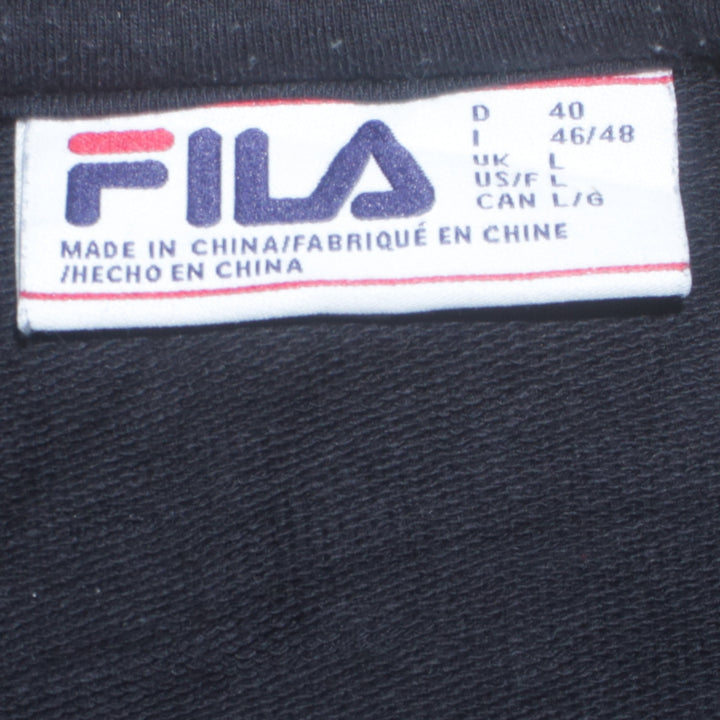 FILA
D 40
I 46/48
UK L
US/F L
CAN L/G
MADE IN CHINA/FABRIQUÉ EN CHINE
/HECHO EN CHINA